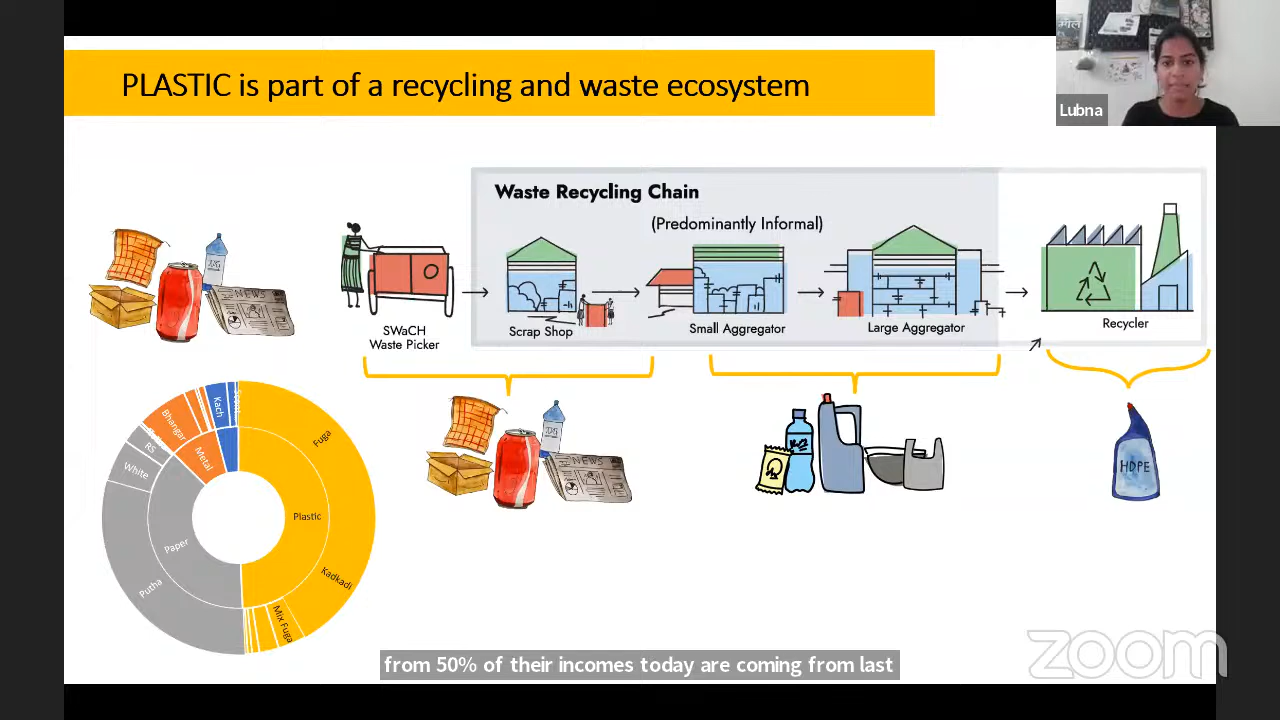 PLASTIC is part of a recycling and waste ecosystem
Lubna
Waste Recycling Chain
(Predominantly Informal)
SWaCH
Waste Picker
Scrap Shop
Small Aggregator
Large Aggregator
Recycler
NEWS
Fuga
Plastic
Kadkadi
Mix Fuga
Putha
Paper
White
RS
Bhangar
Metal
Kach
NEWS
HDPE
from 50% of their incomes today are coming from last
zoom